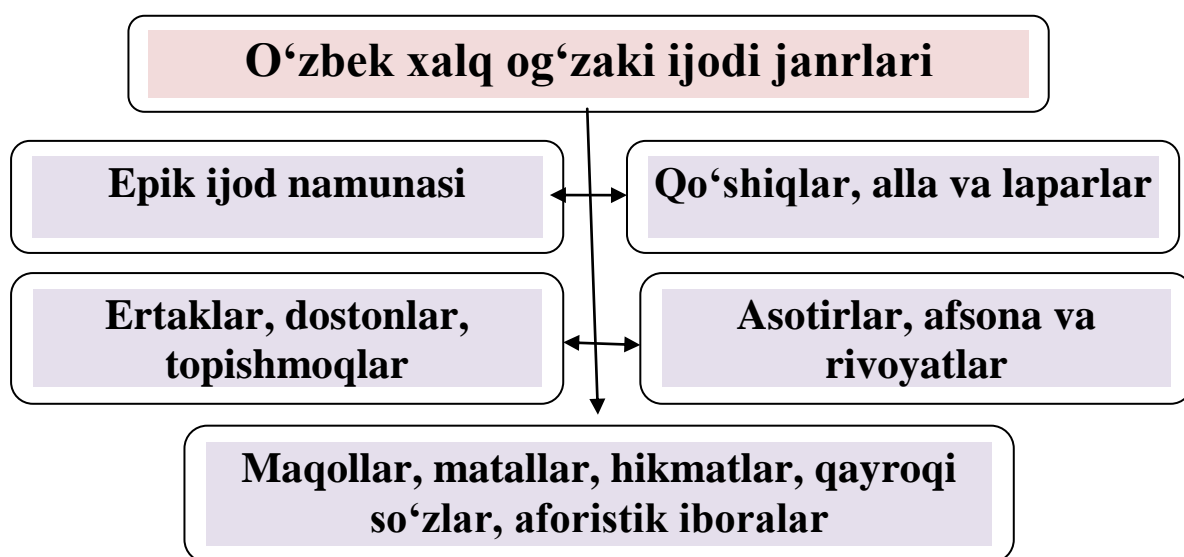 O‘zbek xalq og‘zaki ijodi janrlari
Epik ijod namunasi
Qo‘shiqlar, alla va laparlar
Ertaklar, dostonlar,
topishmoqlar
Asotirlar, afsona va
rivoyatlar
Maqollar, matallar, hikmatlar, qayroqi
so‘zlar, aforistik iboralar